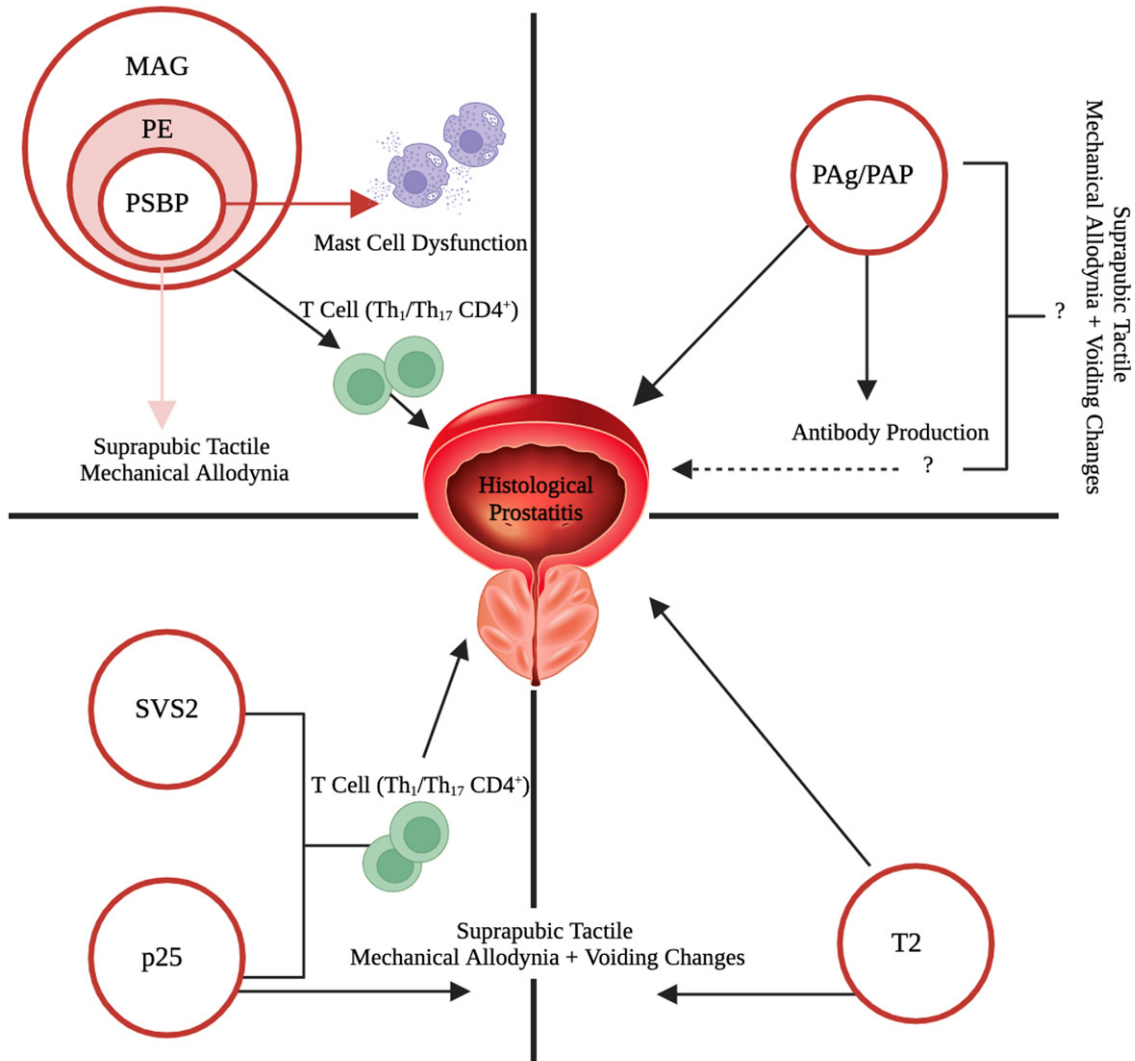 MAG
PE
PSBP
Mast Cell Dysfunction
T Cell (Th₁/Th₁₇ CD4⁺)
Suprapubic Tactile
Mechanical Allodynia
PAg/PAP
Antibody Production
?
?
Suprapubic Tactile
Mechanical Allodynia + Voiding Changes
Histological
Prostatitis
SVS2
T Cell (Th₁/Th₁₇ CD4⁺)
p25
Suprapubic Tactile
Mechanical Allodynia + Voiding Changes
T2